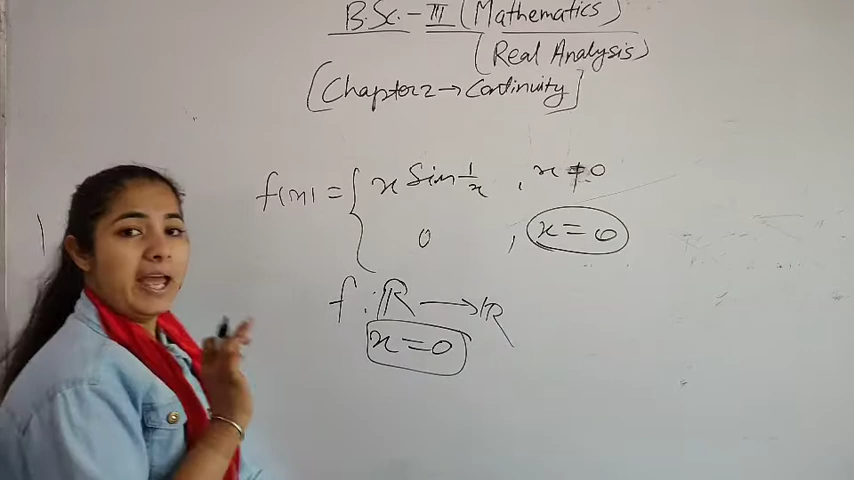 B.Sc. - III (Mathematics)
(Real Analysis)
[Chapter 2 → Continuity]
f(x) = { x Sin 1/x , x ≠ 0
0 , x = 0
f : R → R
x = 0